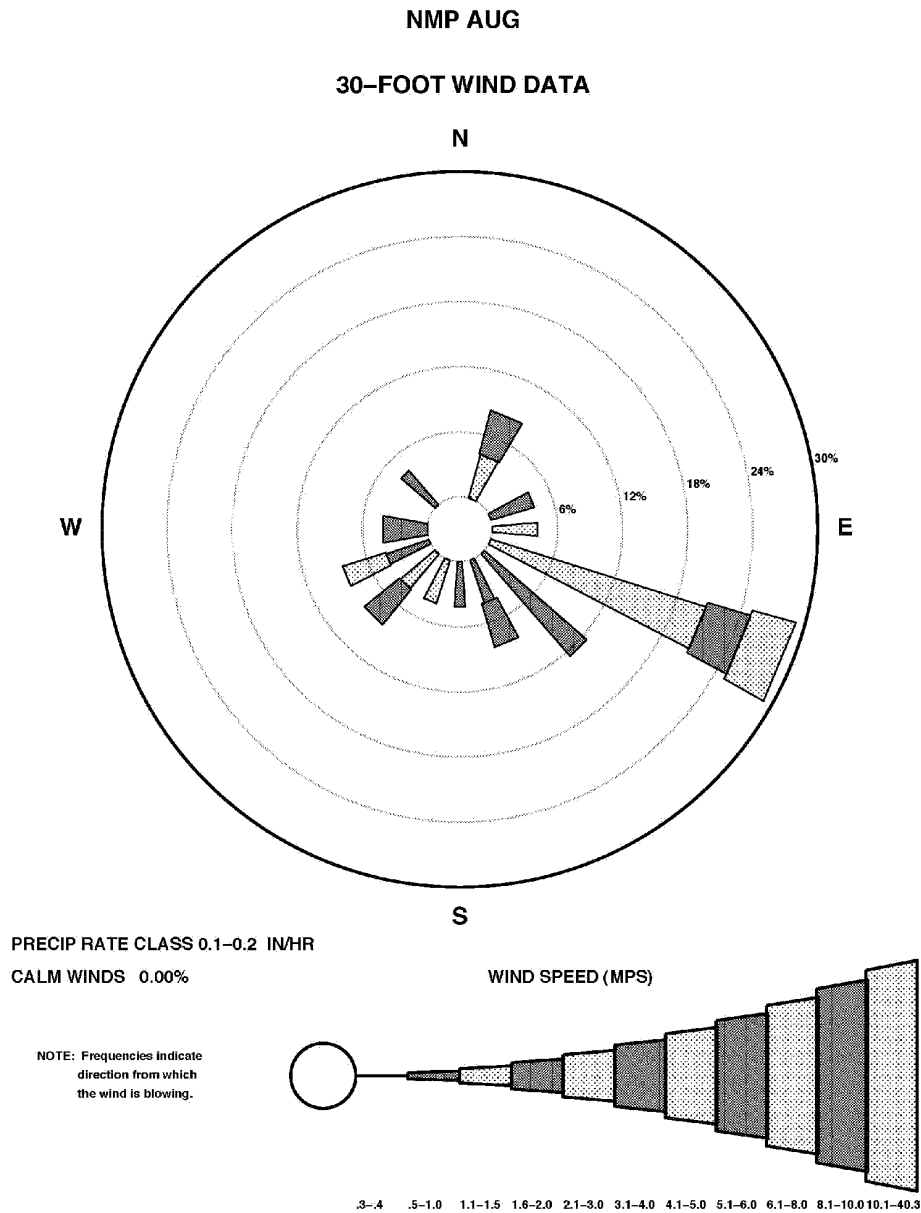 NMP AUG
30–FOOT WIND DATA
N
30%
24%
18%
12%
6%
W
E
S
PRECIP RATE CLASS 0.1–0.2 IN/HR
CALM WINDS 0.00%
WIND SPEED (MPS)
NOTE: Frequencies indicate
direction from which
the wind is blowing.
.3–.4 .5–1.0 1.1–1.5 1.6–2.0 2.1–3.0 3.1–4.0 4.1–5.0 5.1–6.0 6.1–8.0 8.1–10.0 10.1–40.3